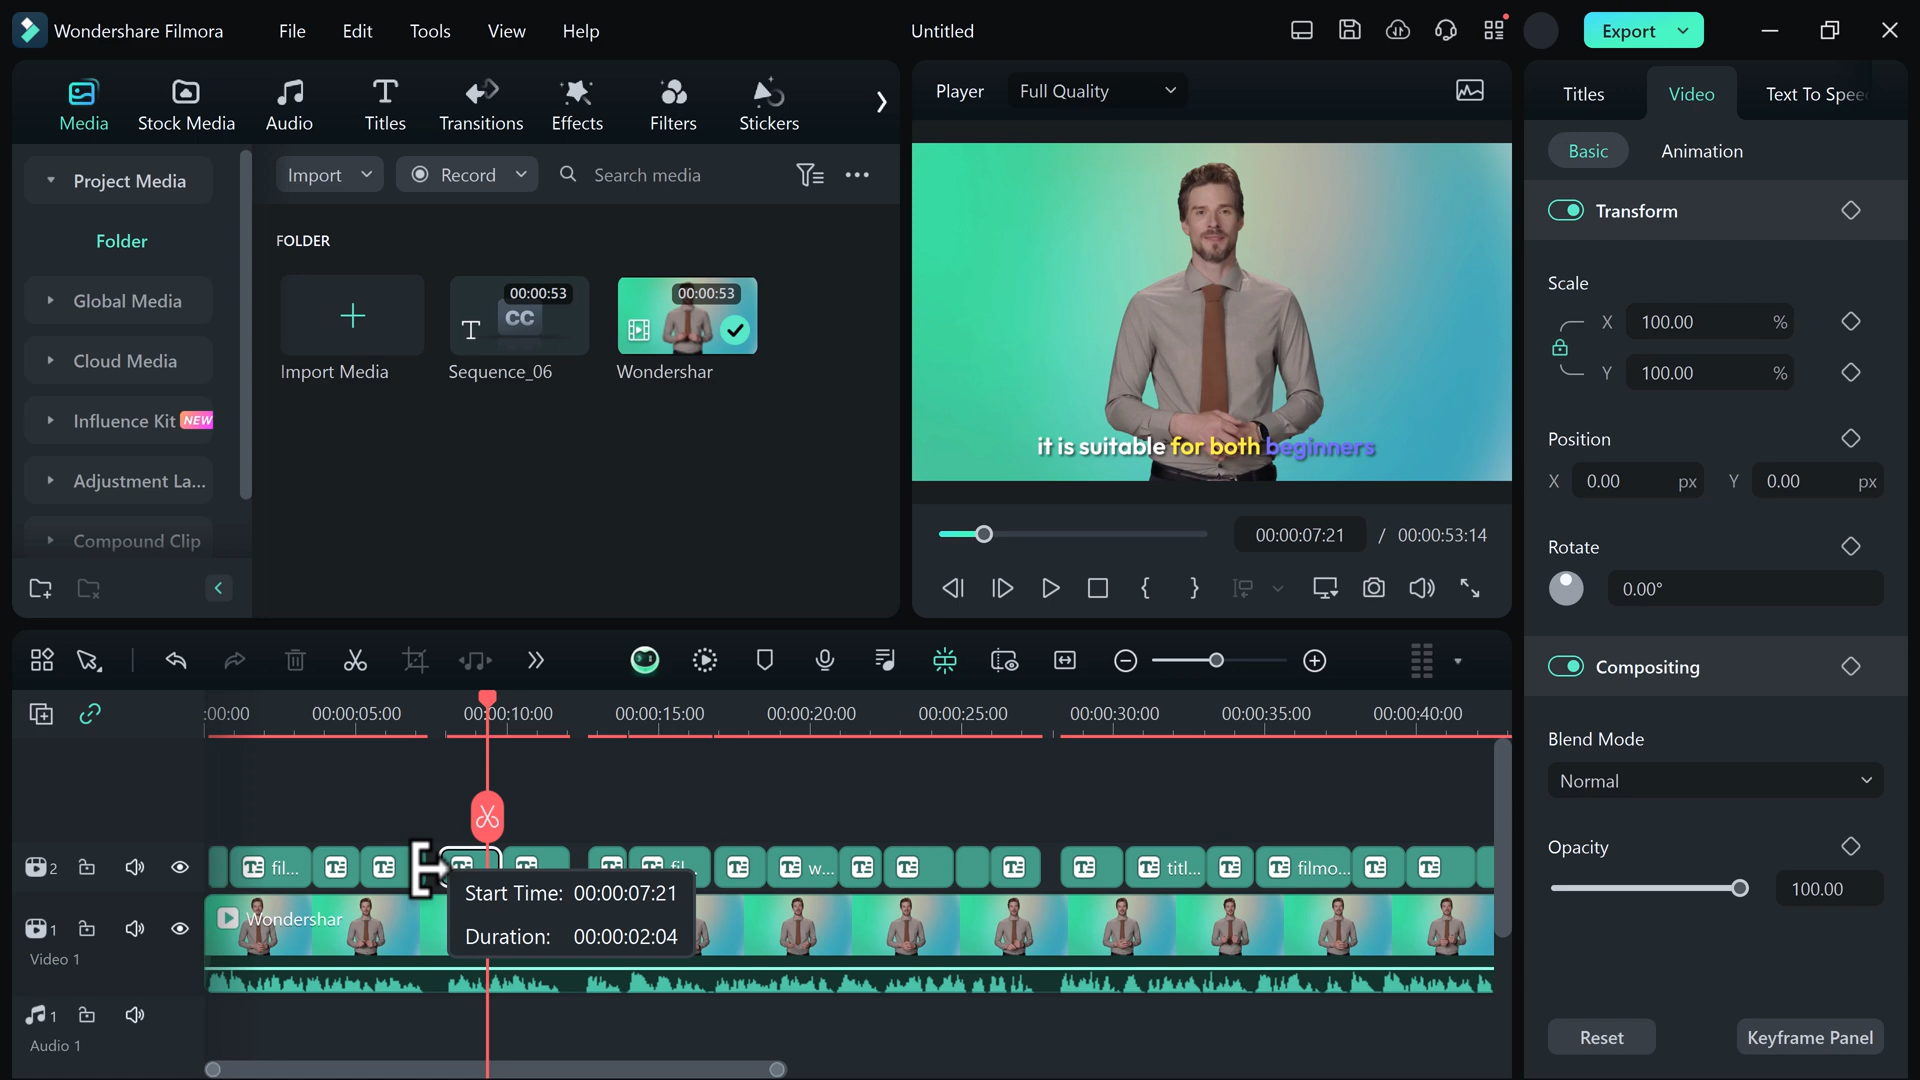 Wondershare Filmora File Edit Tools View Help Untitled Export
Media Stock Media Audio Titles Transitions Effects Filters Stickers
Project Media
Folder
Global Media
Cloud Media
Influence Kit NEW
Adjustment La...
Compound Clip
Import Record Search media
FOLDER
00:00:53
CC
T
00:00:53
Import Media Sequence_06 Wondershar
Player Full Quality
it is suitable for both beginners
00:00:07:21 / 00:00:53:14
Titles Video Text To Spee
Basic Animation
Transform
Scale
X 100.00 %
Y 100.00 %
Position
X 0.00 px Y 0.00 px
Rotate
0.00°
Compositing
Blend Mode
Normal
Opacity
100.00
Reset Keyframe Panel
:00:00 00:00:05:00 00:00:10:00 00:00:15:00 00:00:20:00 00:00:25:00 00:00:30:00 00:00:35:00 00:00:40:00
2 fil... w... titl... filmo...
Start Time: 00:00:07:21
Duration: 00:00:02:04
1 Wondershar
Video 1
1
Audio 1